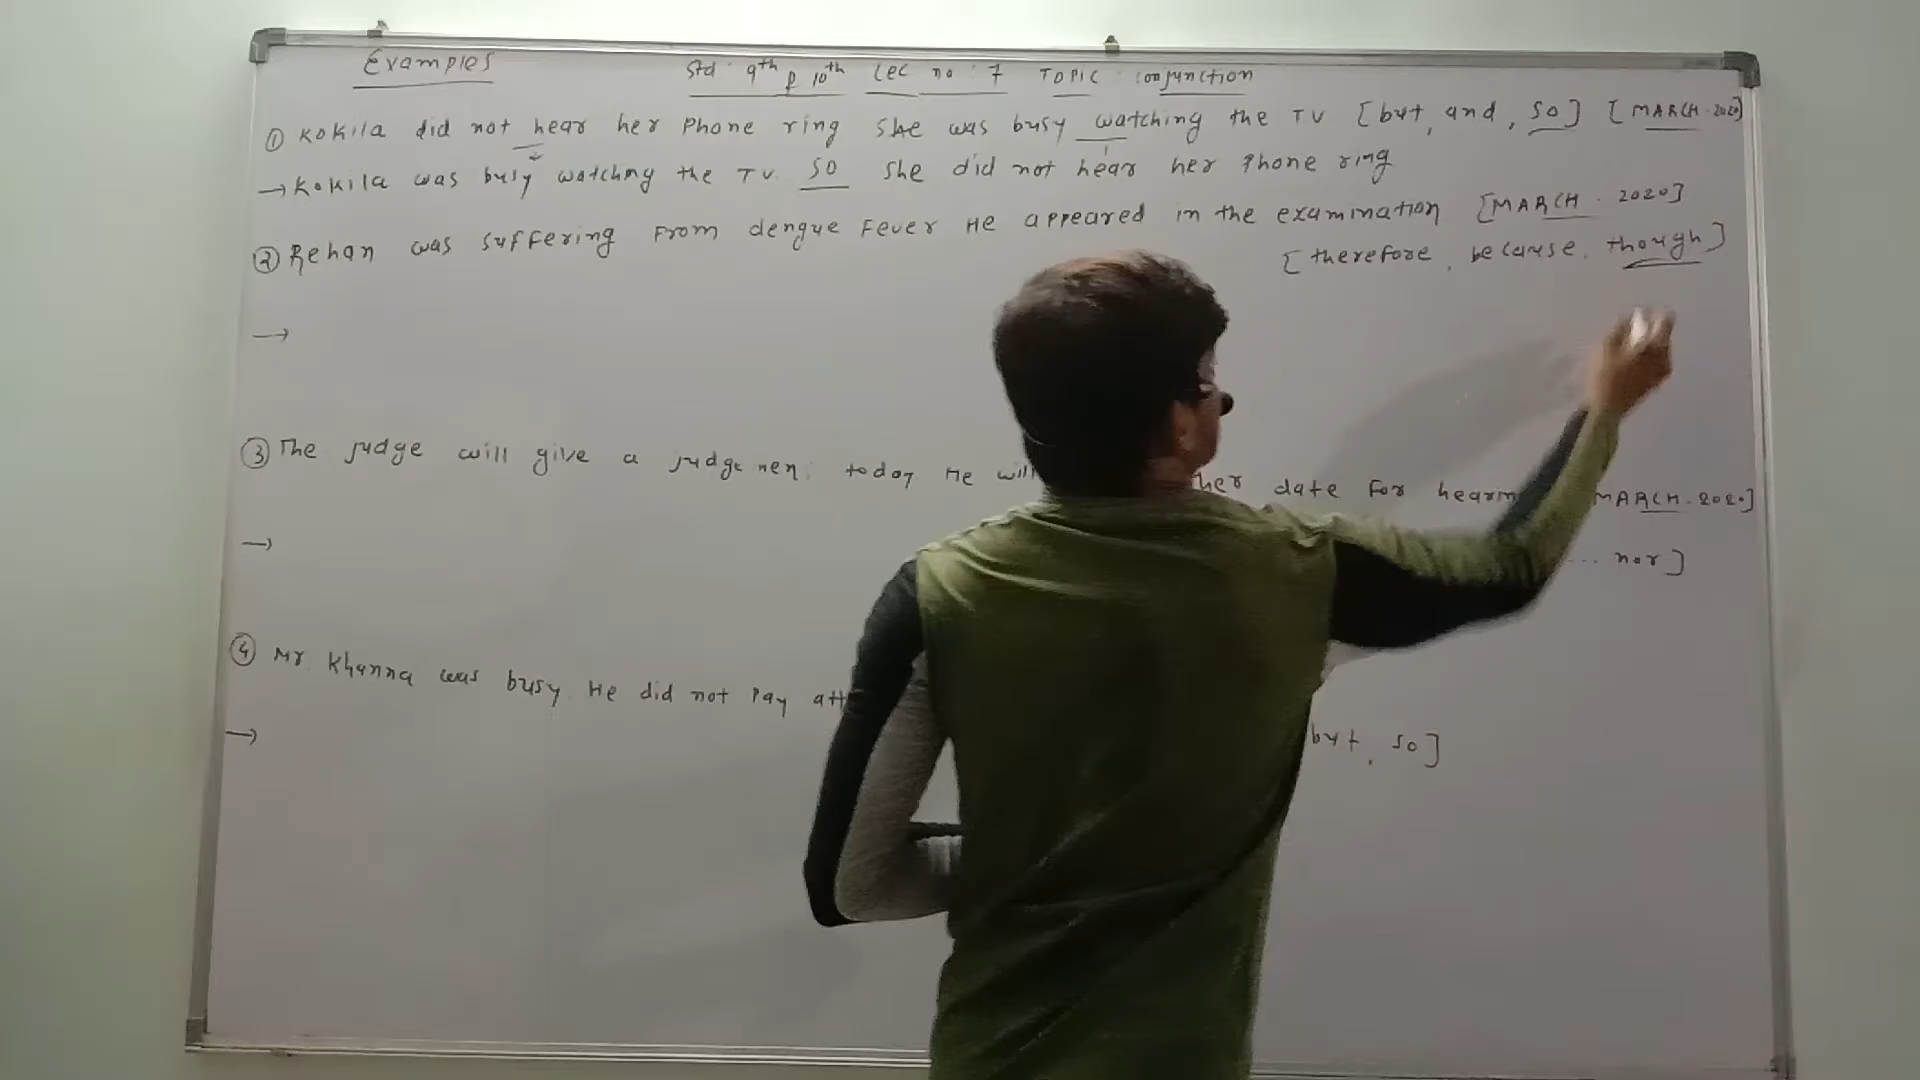 Examples
Std : 9th & 10th Lec no : 7 TOPIC : conjunction
① Kokila did not hear her phone ring she was busy watching the TV [but, and, so] [MARCH. 2020]
→ Kokila was busy watching the TV. so she did not hear her phone ring
② Rehan was suffering from dengue fever He appeared in the examination [MARCH. 2020]
[therefore, because, though]
→
③ The judge will give a today He will date for [MARCH. 2020]
→ ... nor]
④ Mr. Khanna was busy. He did not pay
→ but, so]